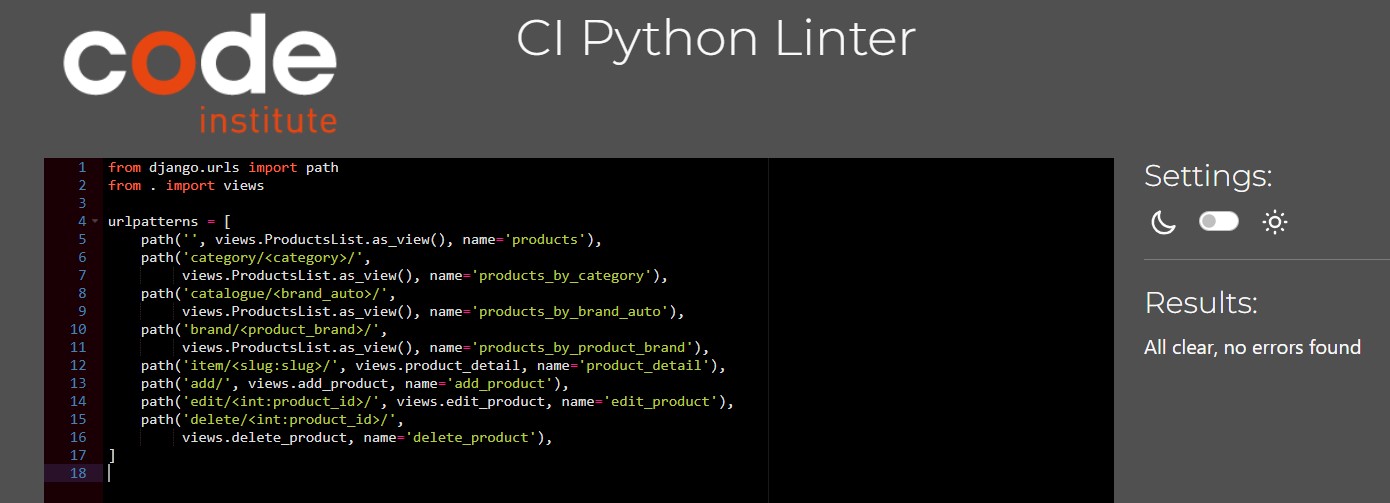 code
institute
CI Python Linter
1 from django.urls import path
2 from . import views
3
4 urlpatterns = [
5     path('', views.ProductsList.as_view(), name='products'),
6     path('category/<category>/',
7          views.ProductsList.as_view(), name='products_by_category'),
8     path('catalogue/<brand_auto>/',
9          views.ProductsList.as_view(), name='products_by_brand_auto'),
10     path('brand/<product_brand>/',
11          views.ProductsList.as_view(), name='products_by_product_brand'),
12     path('item/<slug:slug>/', views.product_detail, name='product_detail'),
13     path('add/', views.add_product, name='add_product'),
14     path('edit/<int:product_id>/', views.edit_product, name='edit_product'),
15     path('delete/<int:product_id>/',
16          views.delete_product, name='delete_product'),
17 ]
18
Settings:
Results:
All clear, no errors found